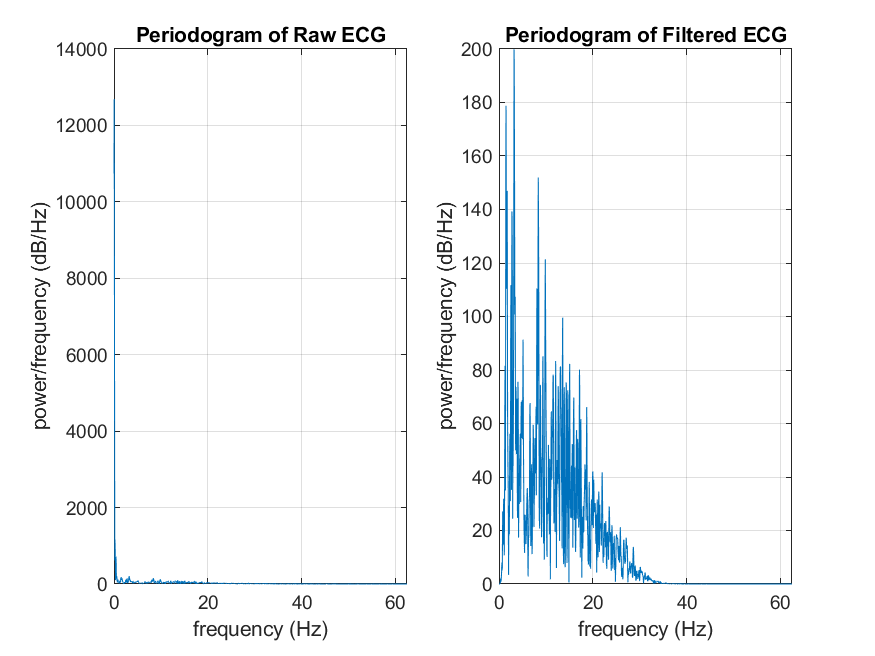 Periodogram of Raw ECG
14000
12000
10000
8000
6000
4000
2000
0
0 20 40 60
frequency (Hz)
power/frequency (dB/Hz)
Periodogram of Filtered ECG
200
180
160
140
120
100
80
60
40
20
0
0 20 40 60
frequency (Hz)
power/frequency (dB/Hz)